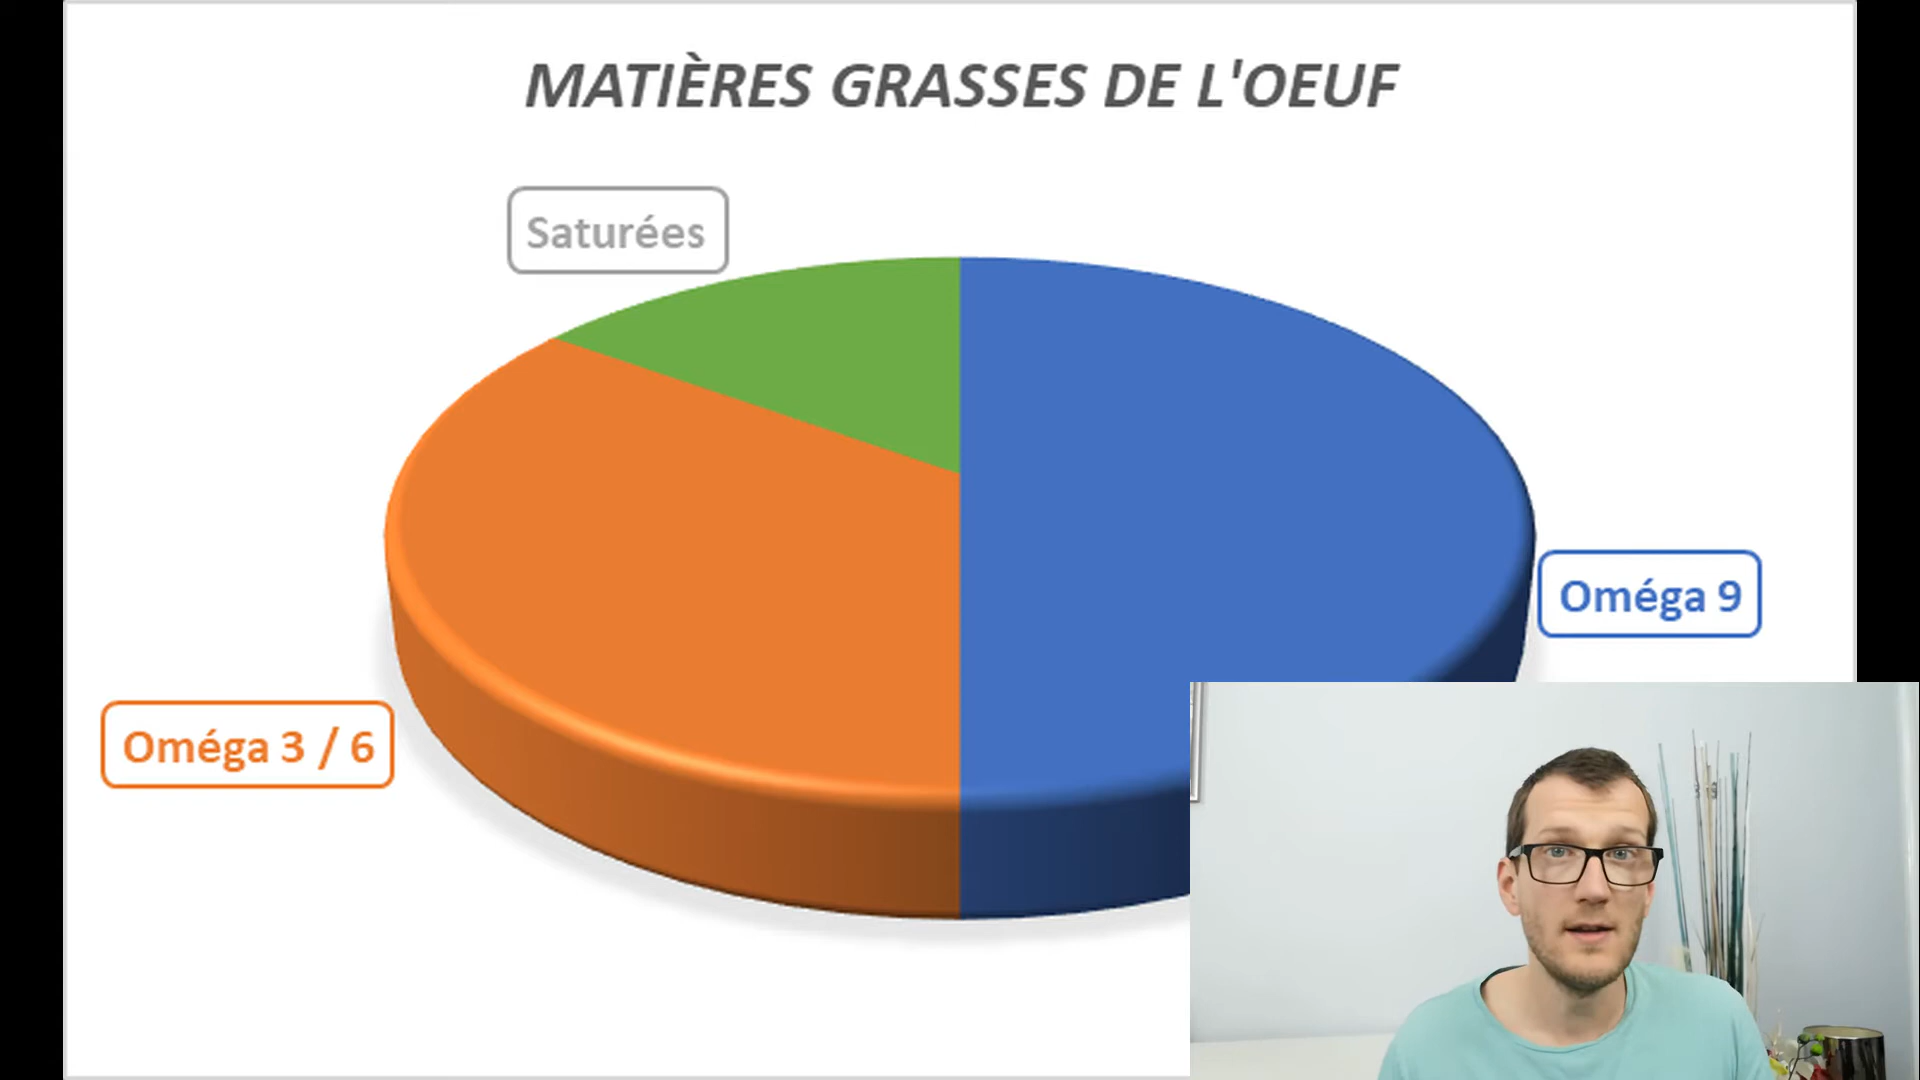 MATIÈRES GRASSES DE L'OEUF
Saturées
Oméga 9
Oméga 3 / 6